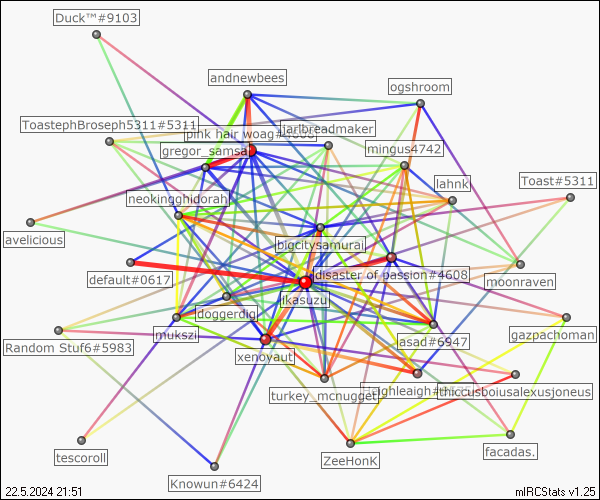 Duck™#9103
andnewbees
ogshroom
ToastephBroseph5311#5311
pink hair woag#
jarlbreadmaker
gregor_samsa
mingus4742
lahnk
Toast#5311
neokingghidorah
avelicious
bigcitysamurai
default#0617
disaster of passion#4608
moonraven
ikasuzu
doggerdig
mukszi
gazpachoman
Random Stuf6#5983
xenoyaut
asad#6947
turkey_mcnugget
thiccusboiusalexusjoneus
tescoroll
ZeeHonK
facadas.
Knowun#6424
22.5.2024 21:51
mIRCStats v1.25